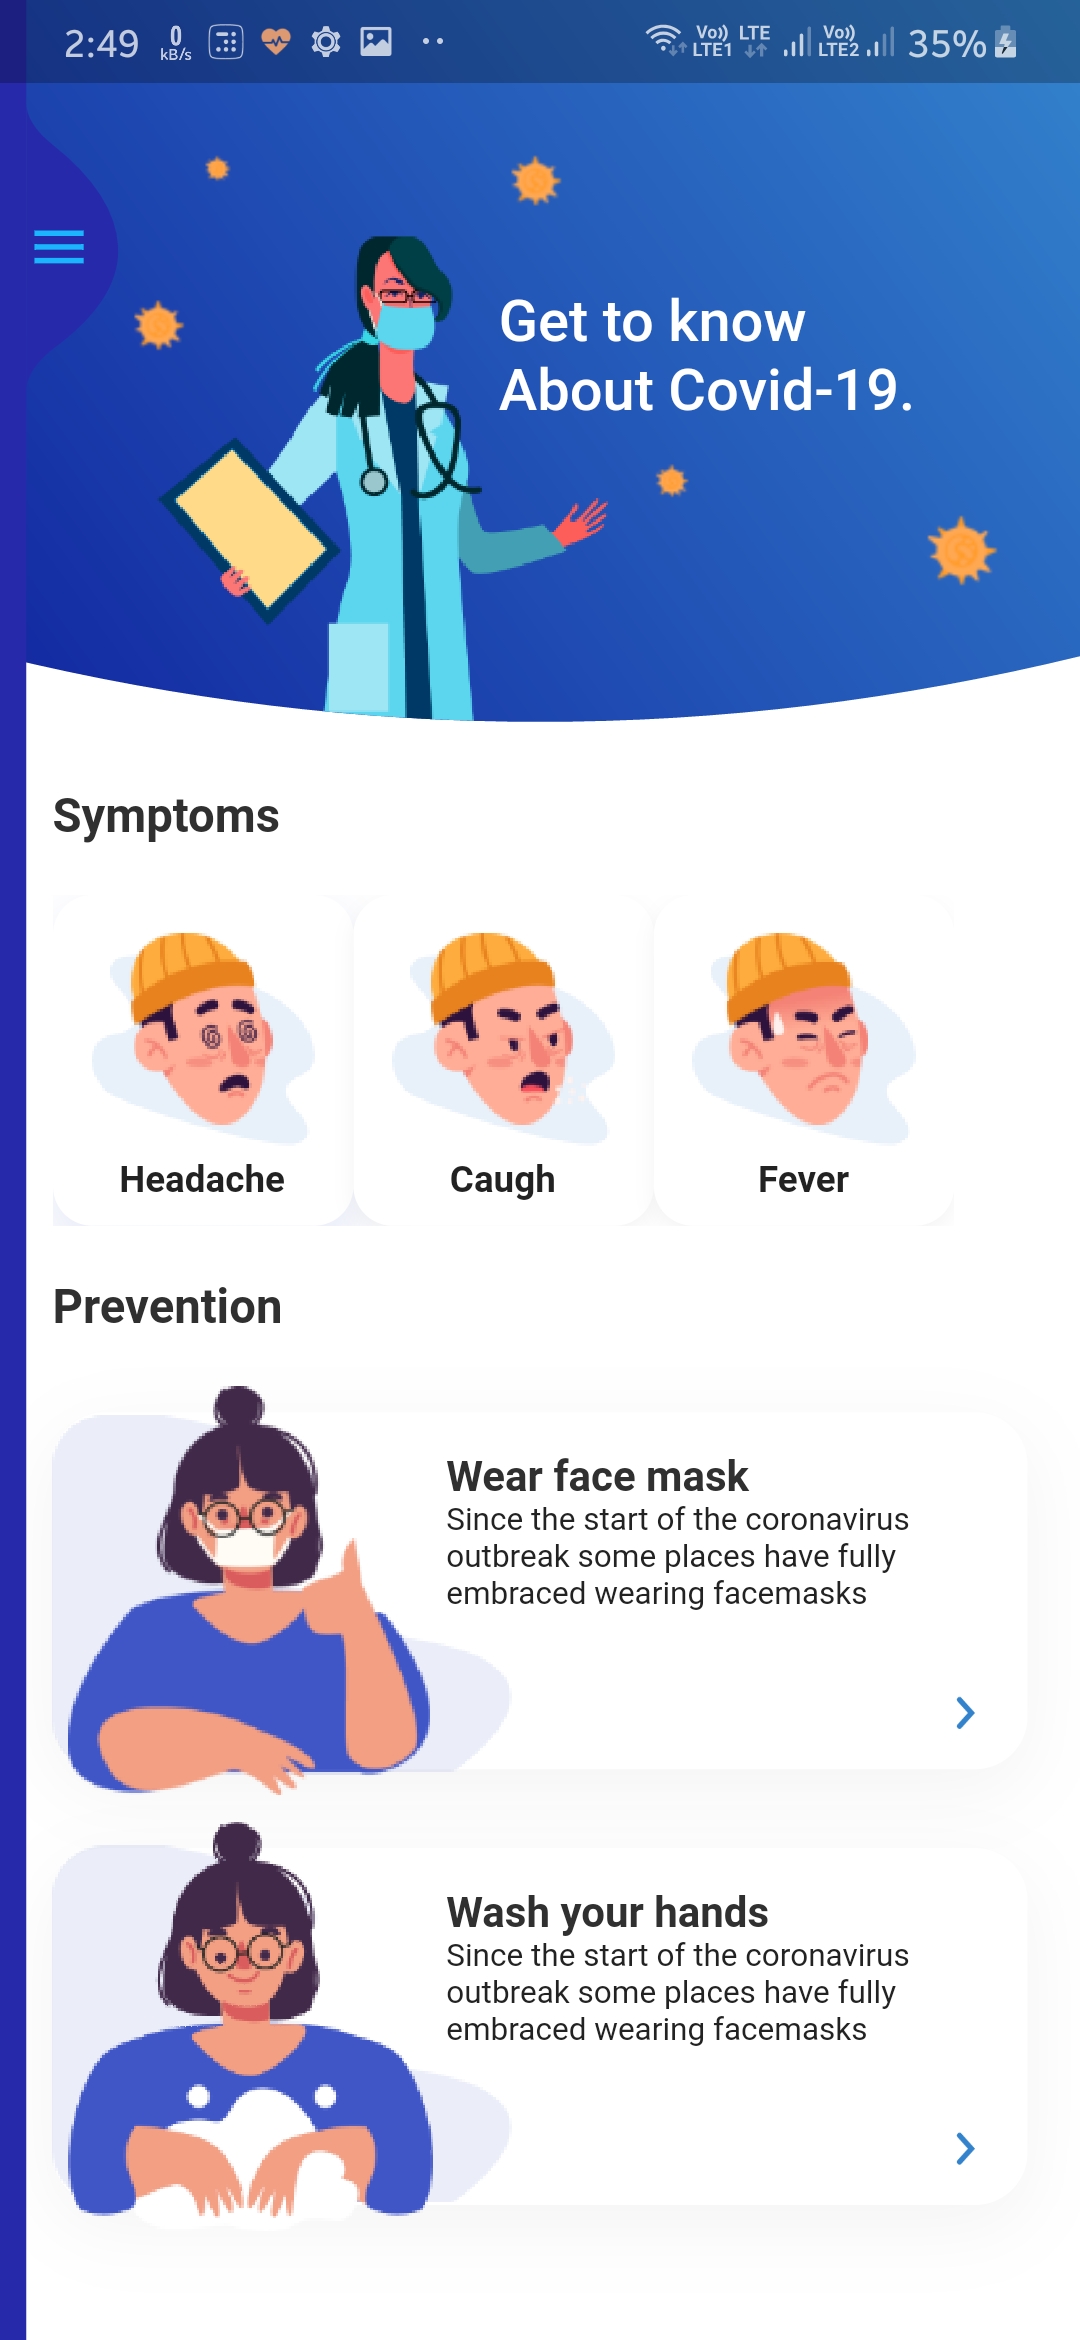 2:49 0 kB/s Vo)) LTE1 LTE Vo)) LTE2 35%
Get to know
About Covid-19.
Symptoms
Headache Caugh Fever
Prevention
Wear face mask
Since the start of the coronavirus
outbreak some places have fully
embraced wearing facemasks
Wash your hands
Since the start of the coronavirus
outbreak some places have fully
embraced wearing facemasks